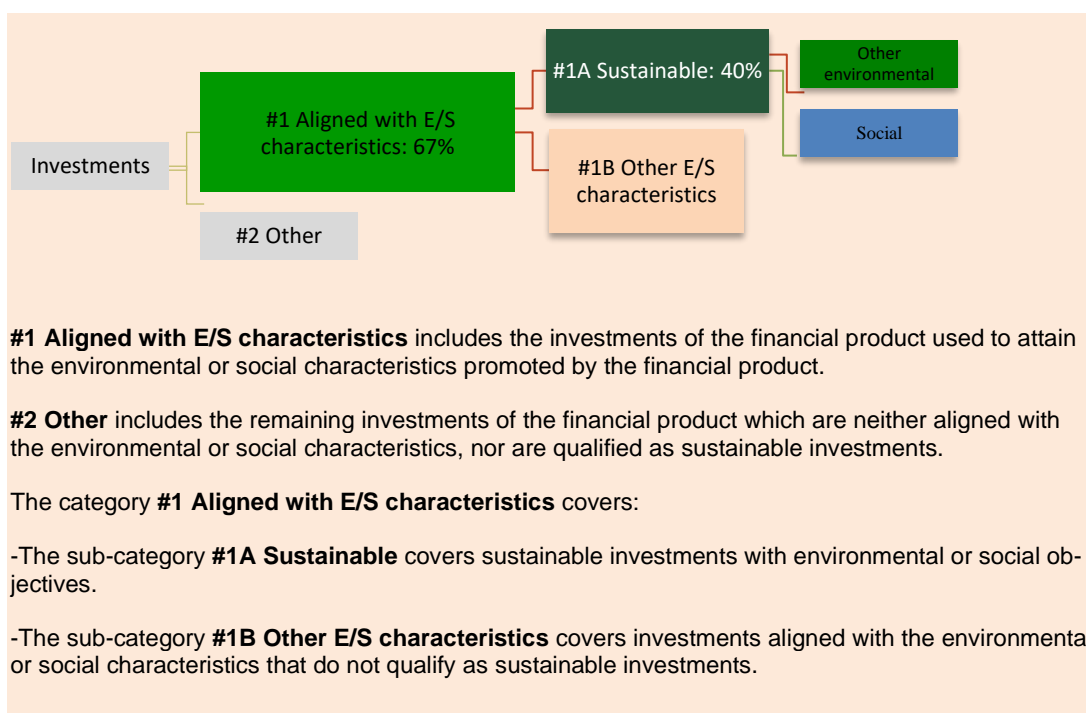 Other
environmental
#1A Sustainable: 40%
#1 Aligned with E/S
characteristics: 67%
Social
Investments
#1B Other E/S
characteristics
#2 Other
#1 Aligned with E/S characteristics includes the investments of the financial product used to attain
the environmental or social characteristics promoted by the financial product.
#2 Other includes the remaining investments of the financial product which are neither aligned with
the environmental or social characteristics, nor are qualified as sustainable investments.
The category #1 Aligned with E/S characteristics covers:
-The sub-category #1A Sustainable covers sustainable investments with environmental or social ob-
jectives.
-The sub-category #1B Other E/S characteristics covers investments aligned with the environmenta
or social characteristics that do not qualify as sustainable investments.